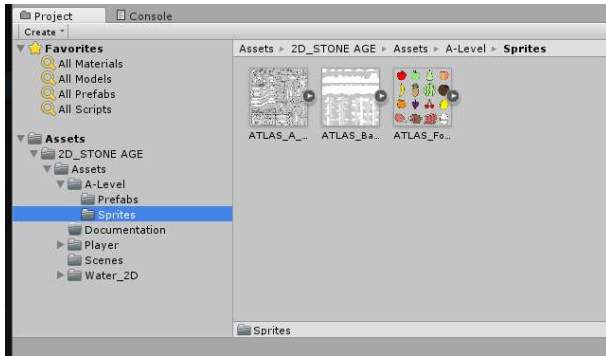 Project
Console
Create
Favorites
All Materials
All Models
All Prefabs
All Scripts
Assets
2D_STONE AGE
Assets
A-Level
Prefabs
Sprites
Documentation
Player
Scenes
Water_2D
Assets ▸ 2D_STONE AGE ▸ Assets ▸ A-Level ▸ Sprites
ATLAS_A_... ATLAS_Ba... ATLAS_Fo...
Sprites